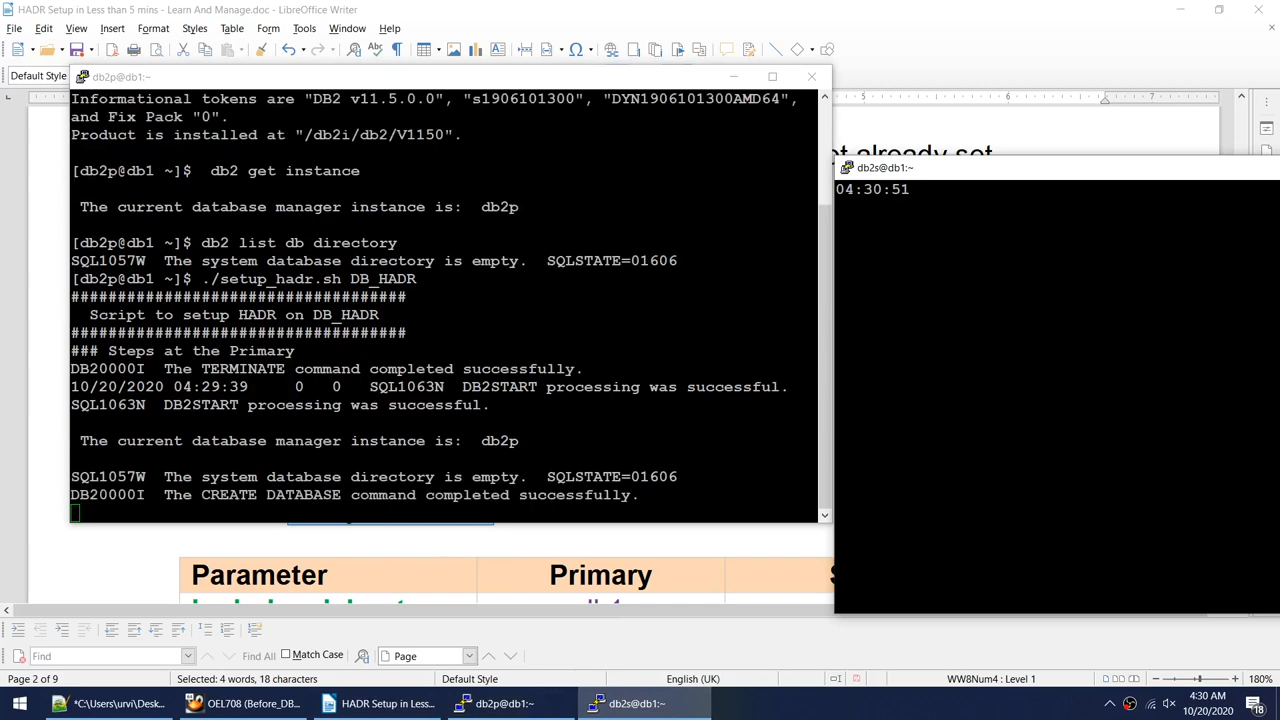 HADR Setup in Less than 5 mins - Learn And Manage.doc - LibreOffice Writer
File Edit View Insert Format Styles Table Form Tools Window Help
Default Style
5 6 7
db2p@db1:~
Informational tokens are "DB2 v11.5.0.0", "s1906101300", "DYN1906101300AMD64",
and Fix Pack "0".
Product is installed at "/db2i/db2/V1150".
[db2p@db1 ~]$  db2 get instance
The current database manager instance is:  db2p
[db2p@db1 ~]$ db2 list db directory
SQL1057W  The system database directory is empty.  SQLSTATE=01606
[db2p@db1 ~]$ ./setup_hadr.sh DB_HADR
####################################
Script to setup HADR on DB_HADR
####################################
### Steps at the Primary
DB20000I  The TERMINATE command completed successfully.
10/20/2020 04:29:39     0   0   SQL1063N  DB2START processing was successful.
SQL1063N  DB2START processing was successful.
The current database manager instance is:  db2p
SQL1057W  The system database directory is empty.  SQLSTATE=01606
DB20000I  The CREATE DATABASE command completed successfully.
already set
db2s@db1:~
04:30:51
Parameter Primary
Find Find All Match Case Page
Page 2 of 9 Selected: 4 words, 18 characters Default Style English (UK) WW8Num4 : Level 1 180%
*C:\Users\urvi\Desk... OEL708 (Before_DB... HADR Setup in Less... db2p@db1:~ db2s@db1:~ 4:30 AM
10/20/2020 18